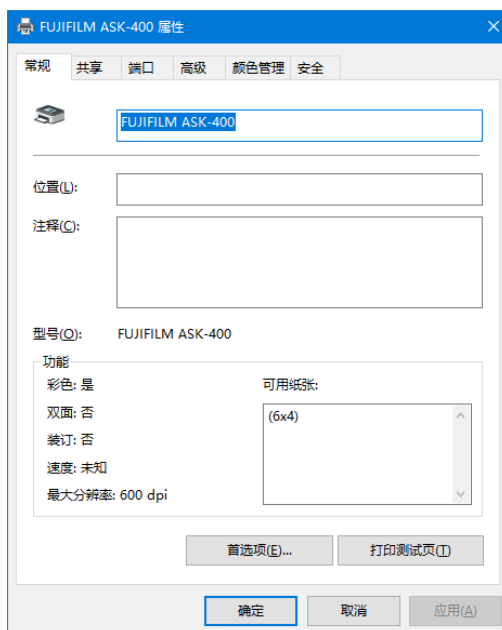 FUJIFILM ASK-400 属性
常规 共享 端口 高级 颜色管理 安全
FUJIFILM ASK-400
位置(L):
注释(C):
型号(O): FUJIFILM ASK-400
功能
彩色: 是 可用纸张:
双面: 否 (6x4)
装订: 否
速度: 未知
最大分辨率: 600 dpi
首选项(E)... 打印测试页(T)
确定 取消 应用(A)